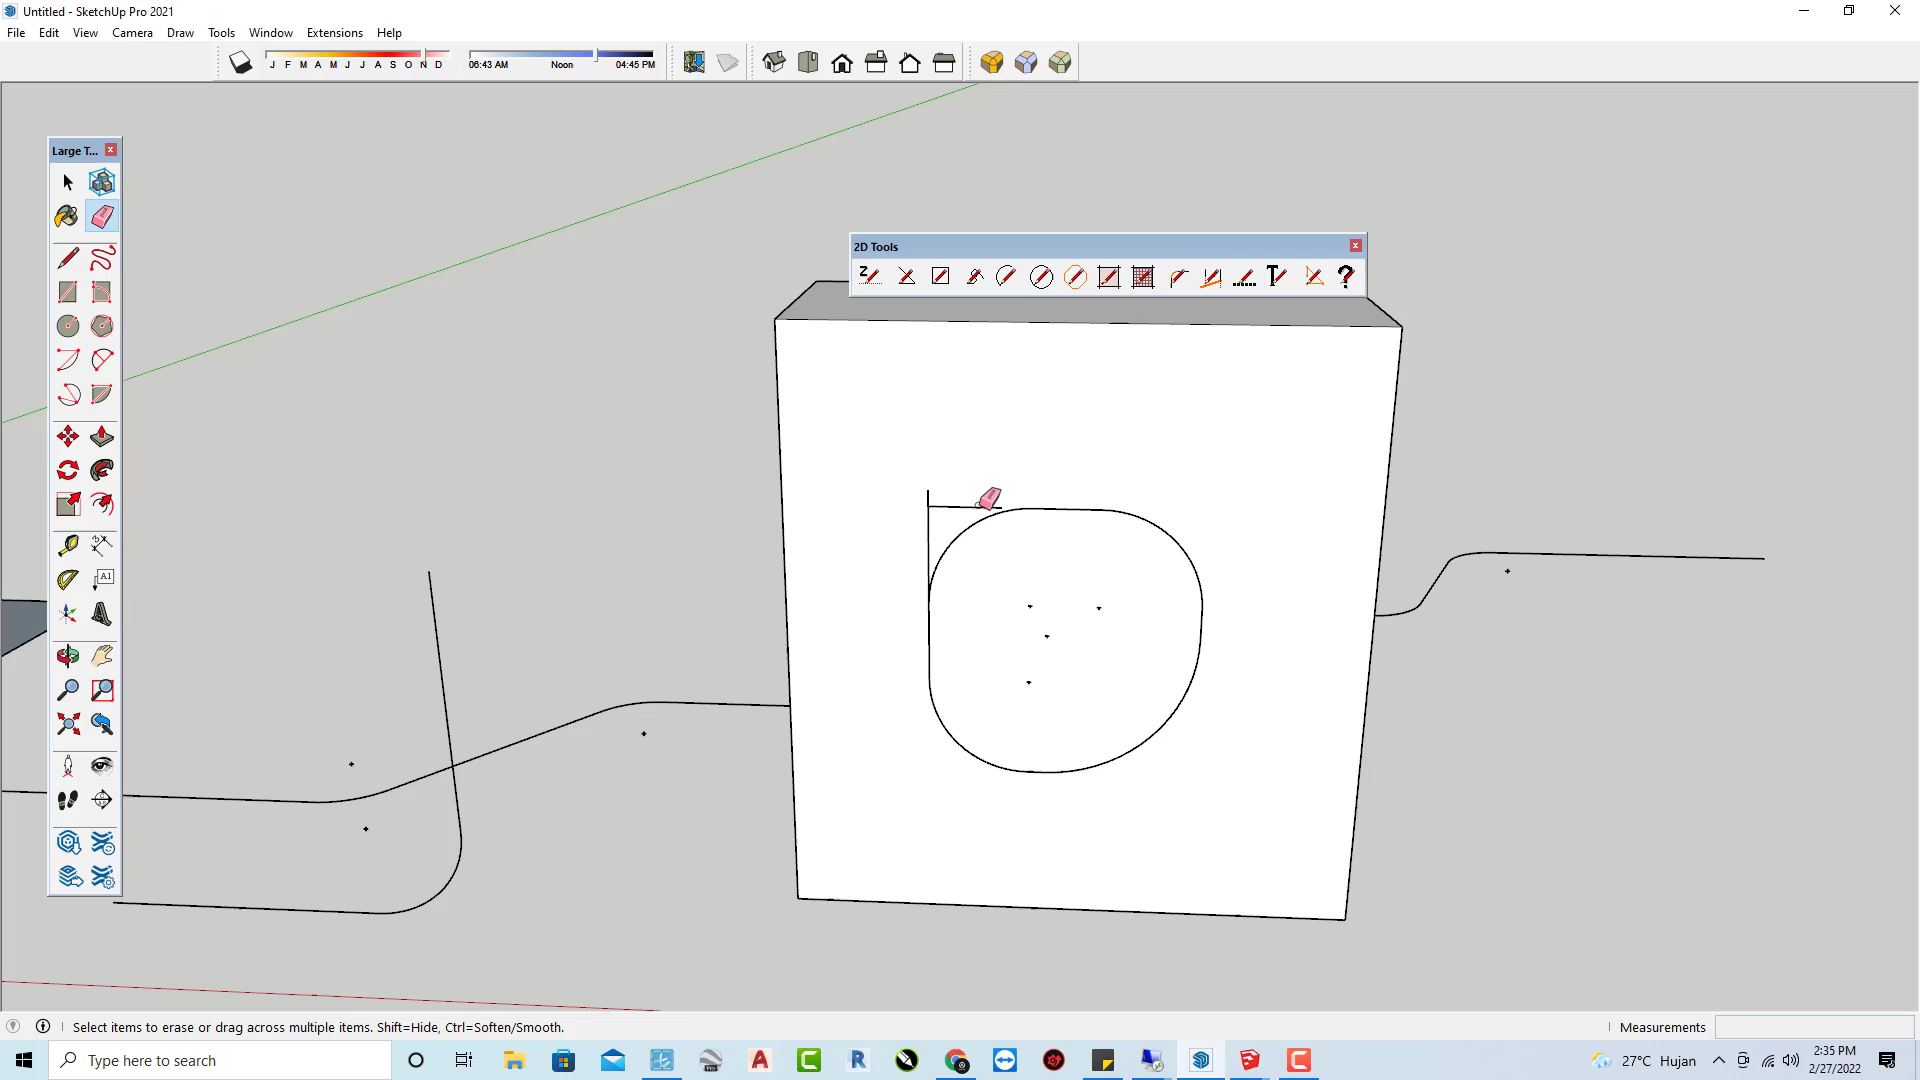 Untitled - SketchUp Pro 2021
File Edit View Camera Draw Tools Window Extensions Help
J F M A M J J A S O N D
06:43 AM Noon 04:45 PM
Large T...
2D Tools
A1
Select items to erase or drag across multiple items. Shift=Hide, Ctrl=Soften/Smooth.
Measurements
Type here to search
27°C Hujan
2:35 PM
2/27/2022